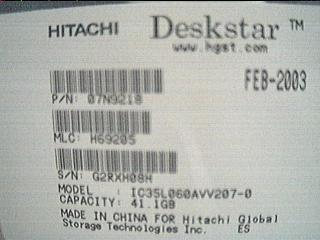 HITACHI Deskstar™
www.hgst.com
FEB-2003
P/N: 07N9218
MLC: H69205
S/N: G2RXH08H
MODEL : IC35L060AVV207-0
CAPACITY: 41.1GB
MADE IN CHINA FOR Hitachi Global
Storage Technologies Inc. ES